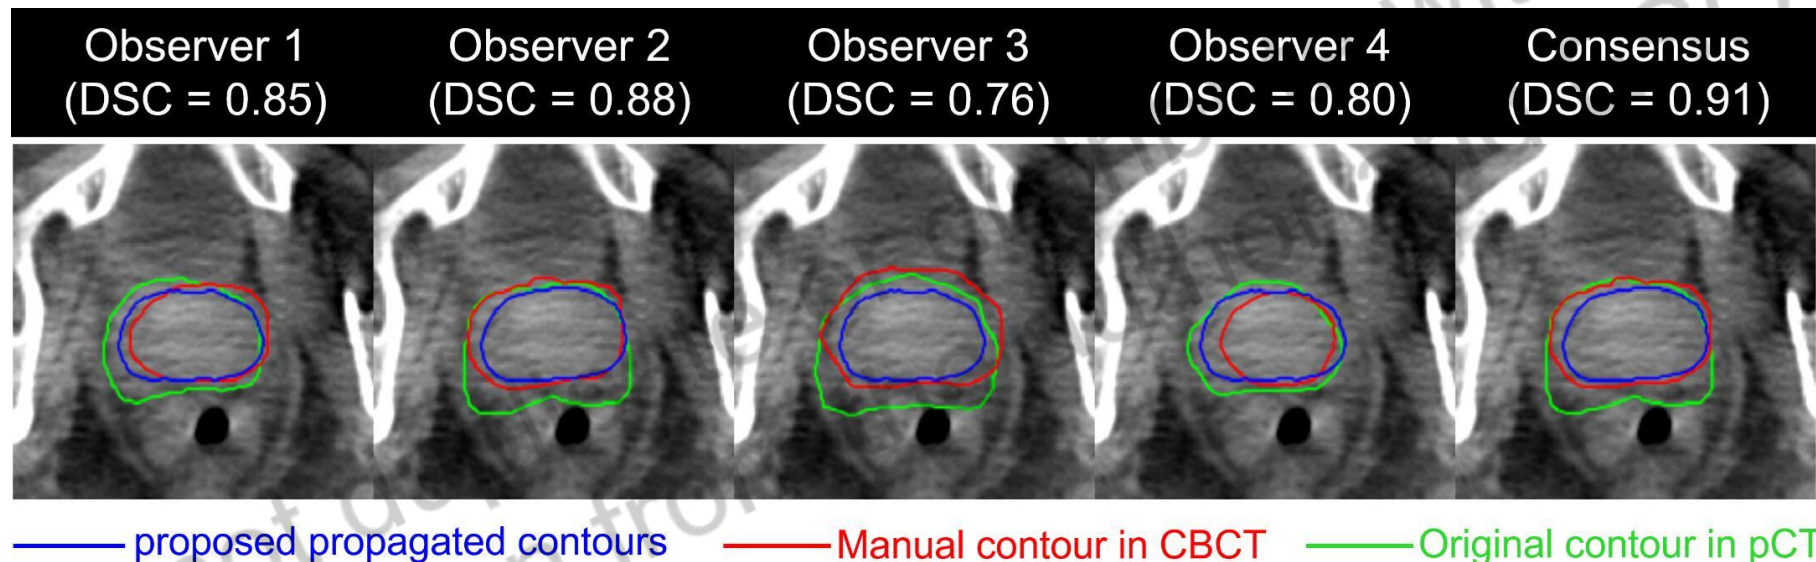 Observer 1
(DSC = 0.85)
Observer 2
(DSC = 0.88)
Observer 3
(DSC = 0.76)
Observer 4
(DSC = 0.80)
Consensus
(DSC = 0.91)
proposed propagated contours
Manual contour in CBCT
Original contour in pCT